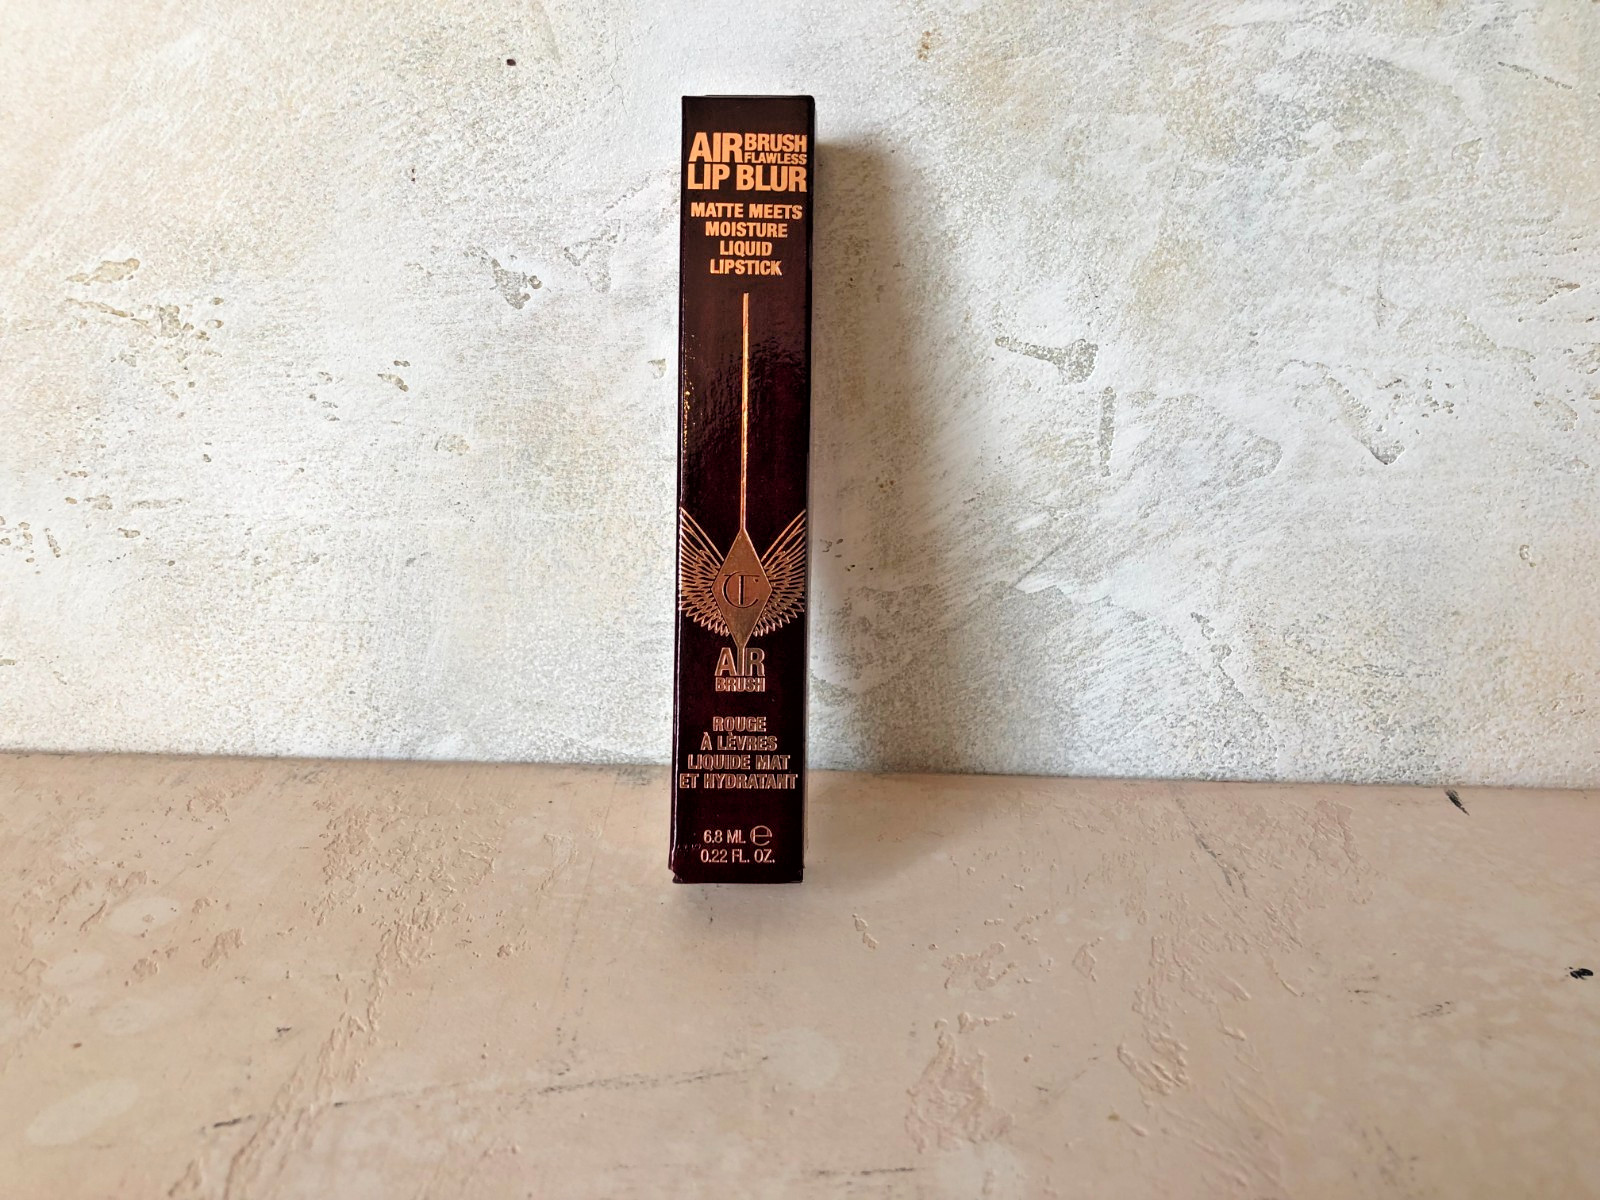 AIR BRUSH
FLAWLESS
LIP BLUR
MATTE MEETS
MOISTURE
LIQUID
LIPSTICK
CT
AIR
BRUSH
ROUGE
À LÈVRES
LIQUIDE MAT
ET HYDRATANT
6.8 ML ℮
0.22 FL. OZ.